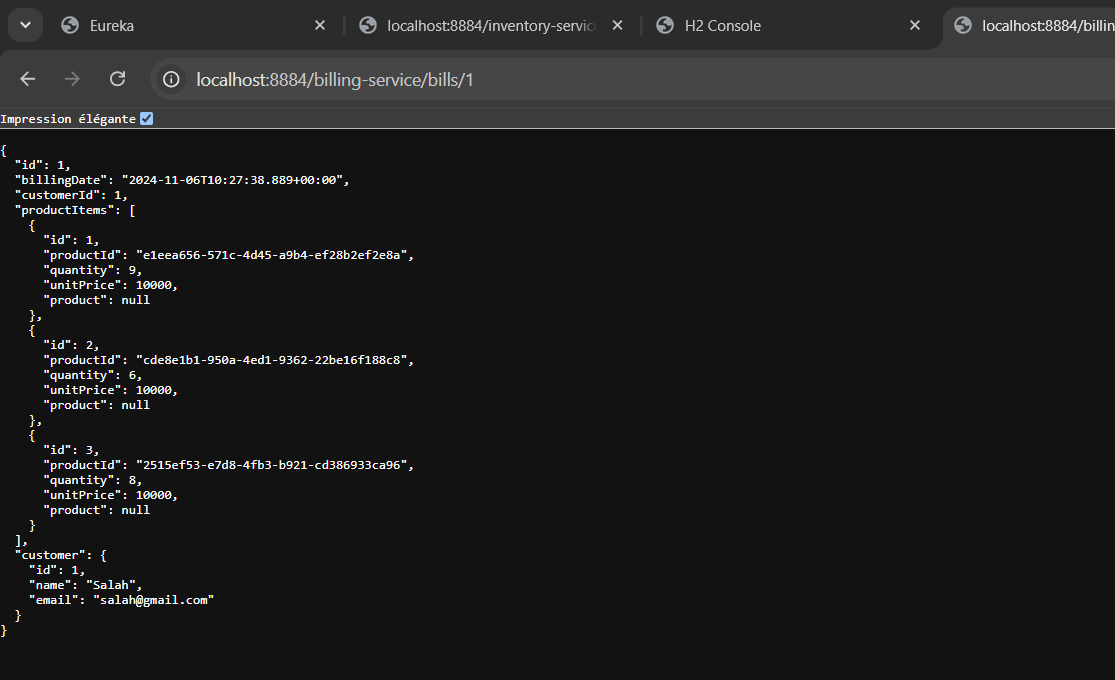 Eureka
localhost:8884/inventory-servic
H2 Console
localhost:8884/billin
localhost:8884/billing-service/bills/1
Impression élégante
{
  "id": 1,
  "billingDate": "2024-11-06T10:27:38.889+00:00",
  "customerId": 1,
  "productItems": [
    {
      "id": 1,
      "productId": "e1eea656-571c-4d45-a9b4-ef28b2ef2e8a",
      "quantity": 9,
      "unitPrice": 10000,
      "product": null
    },
    {
      "id": 2,
      "productId": "cde8e1b1-950a-4ed1-9362-22be16f188c8",
      "quantity": 6,
      "unitPrice": 10000,
      "product": null
    },
    {
      "id": 3,
      "productId": "2515ef53-e7d8-4fb3-b921-cd386933ca96",
      "quantity": 8,
      "unitPrice": 10000,
      "product": null
    }
  ],
  "customer": {
    "id": 1,
    "name": "Salah",
    "email": "salah@gmail.com"
  }
}